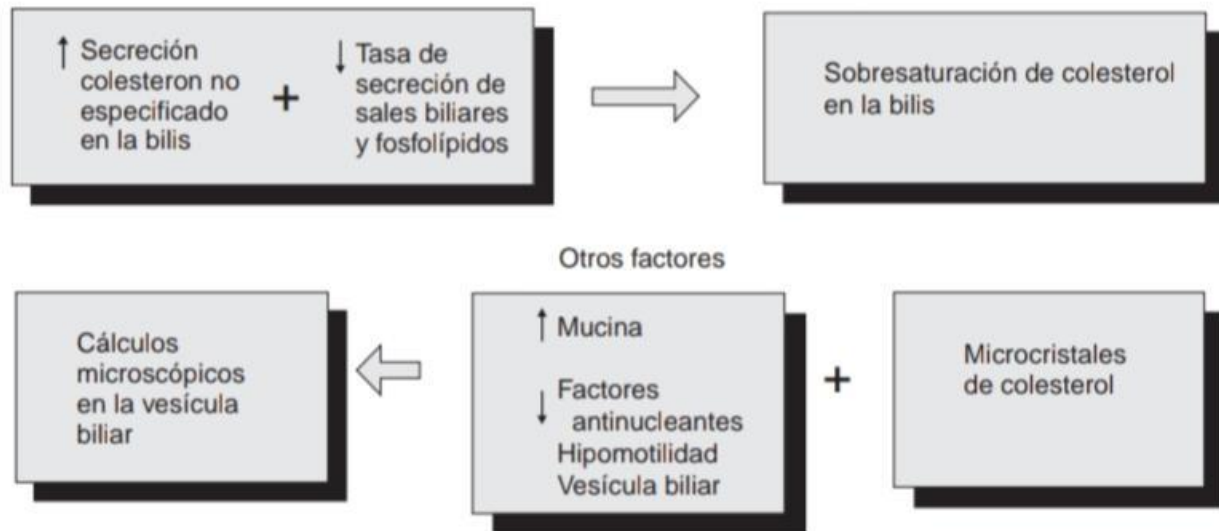 ↑ Secreción
colesteron no
especificado
en la bilis
+
↓ Tasa de
secreción de
sales biliares
y fosfolípidos
Sobresaturación de colesterol
en la bilis
Otros factores
Cálculos
microscópicos
en la vesícula
biliar
↑ Mucina
↓ Factores
antinucleantes
Hipomotilidad
Vesícula biliar
+
Microcristales
de colesterol